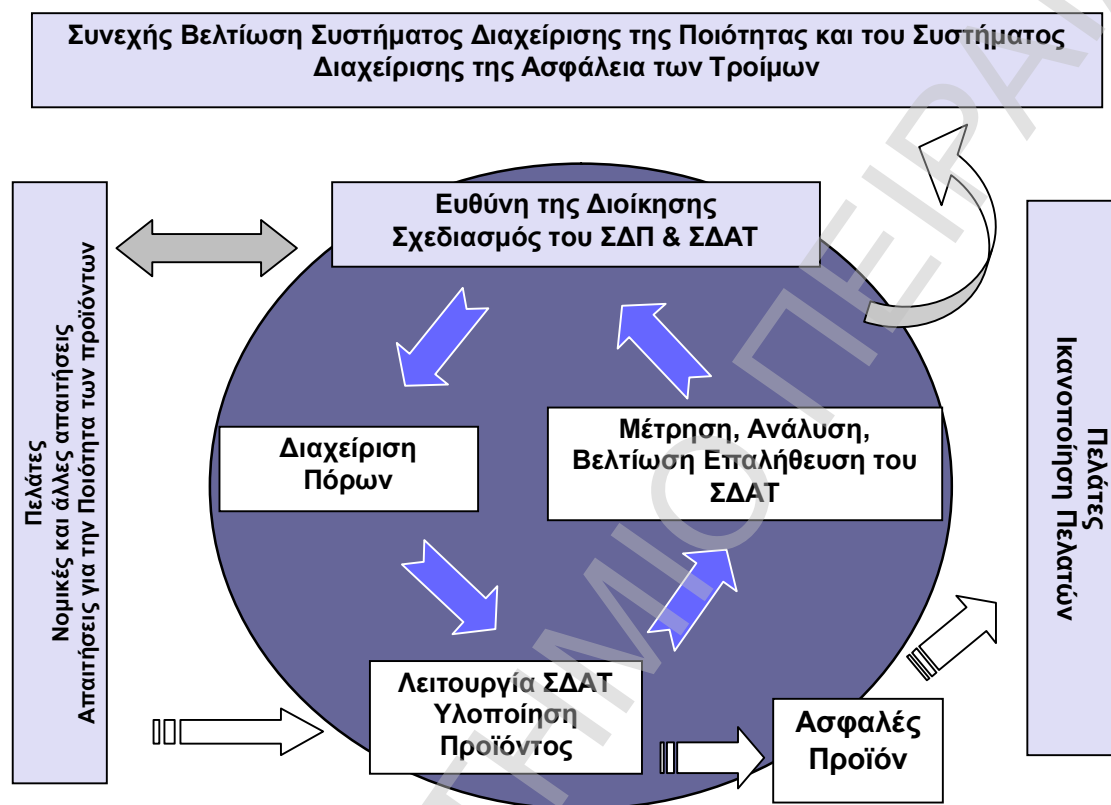 Συνεχής Βελτίωση Συστήματος Διαχείρισης της Ποιότητας και του Συστήματος
Διαχείρισης της Ασφάλεια των Τροίμων
Ευθύνη της Διοίκησης
Σχεδιασμός του ΣΔΠ & ΣΔΑΤ
Πελάτες
Νομικές και άλλες απαιτήσεις
Απαιτήσεις για την Ποιότητα των προϊόντων
Διαχείριση
Πόρων
Μέτρηση, Ανάλυση,
Βελτίωση Επαλήθευση του
ΣΔΑΤ
Πελάτες
Ικανοποίηση Πελατών
Λειτουργία ΣΔΑΤ
Υλοποίηση
Προϊόντος
Ασφαλές
Προϊόν
ΤΗΜΙΟ ΠΕΙΡΑΙ